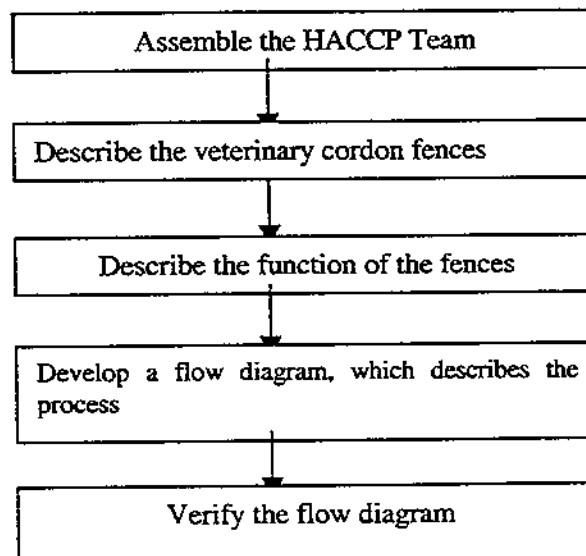 Assemble the HACCP Team
Describe the veterinary cordon fences
Describe the function of the fences
Develop a flow diagram, which describes the
process
Verify the flow diagram